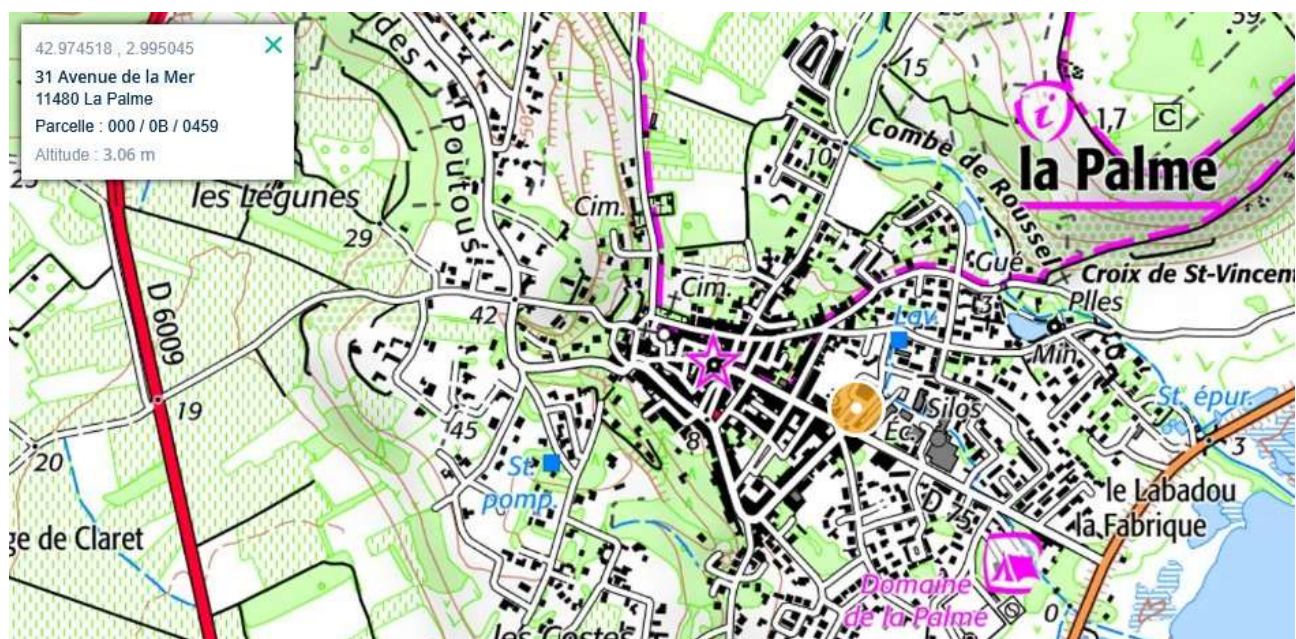 42.974518 , 2.995045
31 Avenue de la Mer
11480 La Palme
Parcelle : 000 / 0B / 0459
Altitude : 3.06 m
des
Poutous
50
15
59
1,7
C
Combe de Roussel
10
la Palme
les Légunes
Cim.
29
D 6009
42
Cim.
Gué
Croix de St-Vincent
Plles
3
Lav.
Min
19
45
8
Silos
Éc.
St. épur.
3
20
St.
pomp.
D 75
le Labadou
la Fabrique
ge de Claret
Domaine
de la Palme
S
0
les Costes